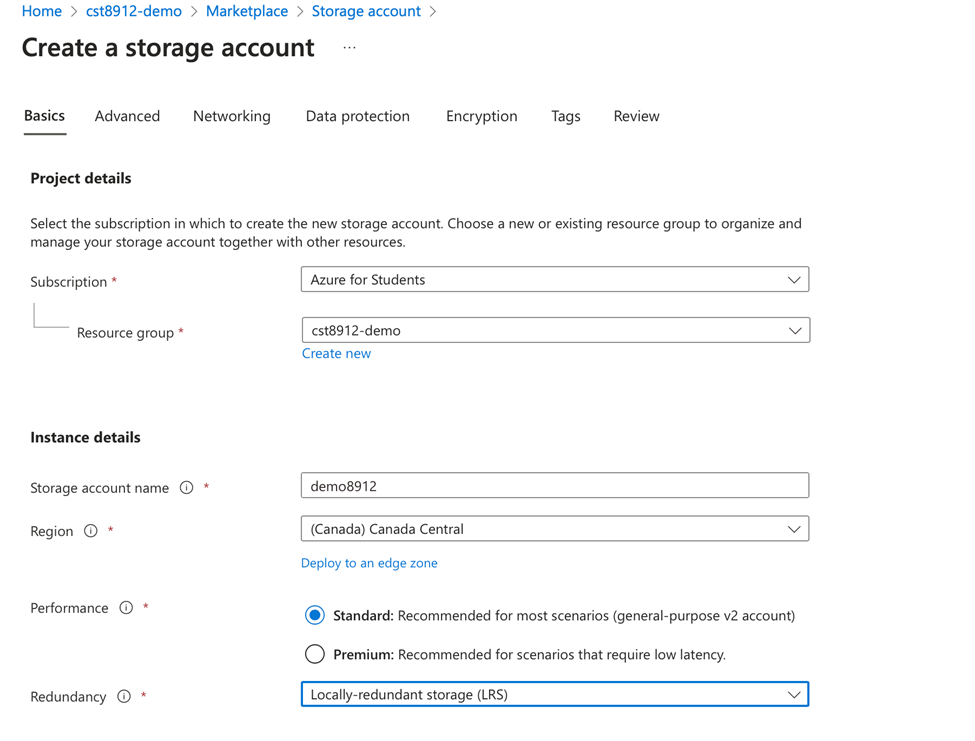 Home > cst8912-demo > Marketplace > Storage account >
Create a storage account ...
Basics Advanced Networking Data protection Encryption Tags Review
Project details
Select the subscription in which to create the new storage account. Choose a new or existing resource group to organize and
manage your storage account together with other resources.
Subscription * Azure for Students
Resource group * cst8912-demo
Create new
Instance details
Storage account name * demo8912
Region * (Canada) Canada Central
Deploy to an edge zone
Performance * Standard: Recommended for most scenarios (general-purpose v2 account)
Premium: Recommended for scenarios that require low latency.
Redundancy * Locally-redundant storage (LRS)